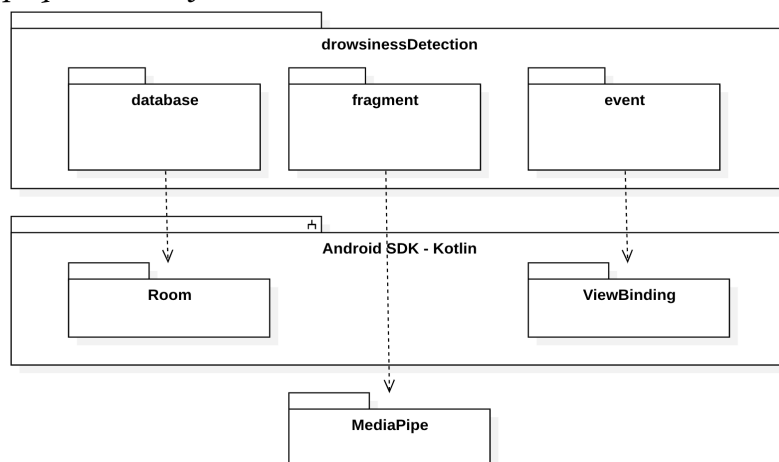 drowsinessDetection
database
fragment
event
Android SDK - Kotlin
Room
ViewBinding
MediaPipe